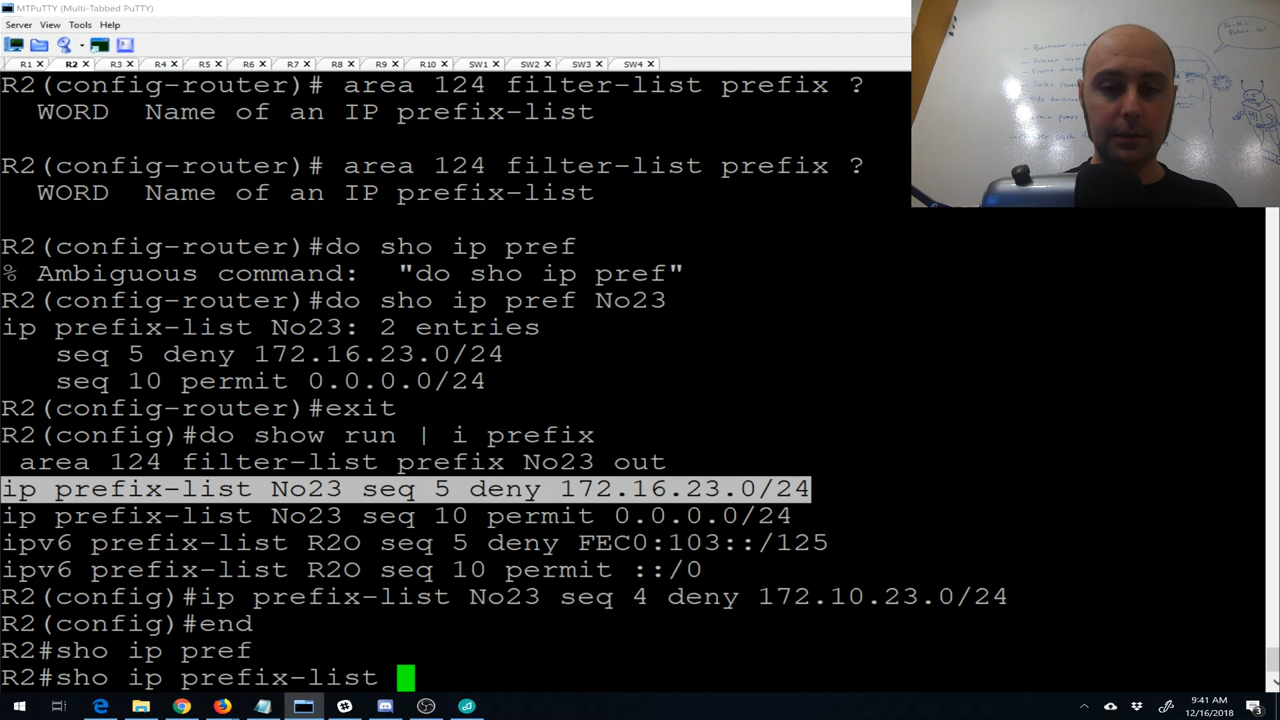 MTPuTTY (Multi-Tabbed PuTTY)
Server View Tools Help
R1 R2 R3 R4 R5 R6 R7 R8 R9 R10 SW1 SW2 SW3 SW4
R2(config-router)# area 124 filter-list prefix ?
WORD Name of an IP prefix-list
R2(config-router)# area 124 filter-list prefix ?
WORD Name of an IP prefix-list
R2(config-router)#do sho ip pref
% Ambiguous command: "do sho ip pref"
R2(config-router)#do sho ip pref No23
ip prefix-list No23: 2 entries
seq 5 deny 172.16.23.0/24
seq 10 permit 0.0.0.0/24
R2(config-router)#exit
R2(config)#do show run | i prefix
area 124 filter-list prefix No23 out
ip prefix-list No23 seq 5 deny 172.16.23.0/24
ip prefix-list No23 seq 10 permit 0.0.0.0/24
ipv6 prefix-list R2O seq 5 deny FEC0:103::/125
ipv6 prefix-list R2O seq 10 permit ::/0
R2(config)#ip prefix-list No23 seq 4 deny 172.10.23.0/24
R2(config)#end
R2#sho ip pref
R2#sho ip prefix-list
9:41 AM
12/16/2018
3